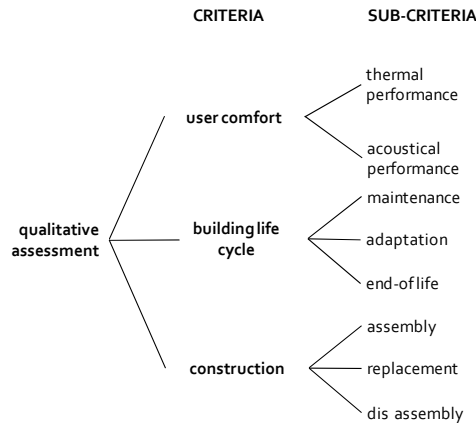 CRITERIA
SUB-CRITERIA
thermal
performance
user comfort
acoustical
performance
maintenance
qualitative
assessment
building life
cycle
adaptation
end-of life
assembly
construction
replacement
dis assembly